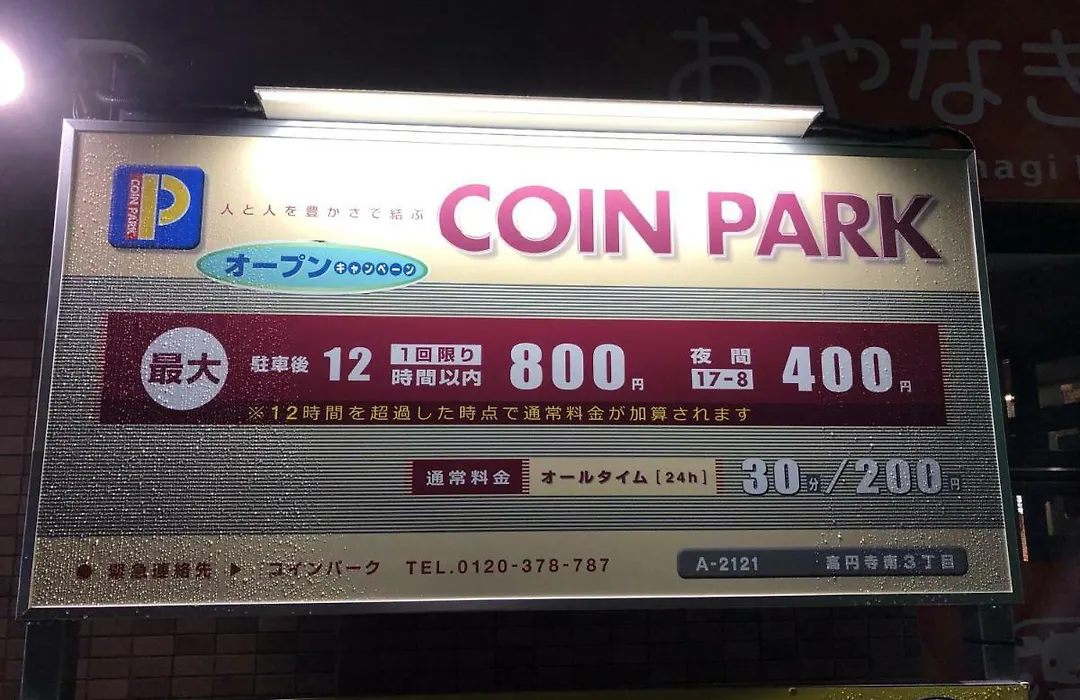 おやなき
nagi
COIN PARK
P
人と人を豊かさで結ぶ
COIN PARK
オープンキャンペーン
最大
駐車後 12 1回限り 時間以内 800円
夜間 17-8 400円
※12時間を超過した時点で通常料金が加算されます
通常料金 オールタイム[24h] 30分/200円
●緊急連絡先 ▶ コインパーク TEL.0120-378-787
A-2121 高円寺南3丁目